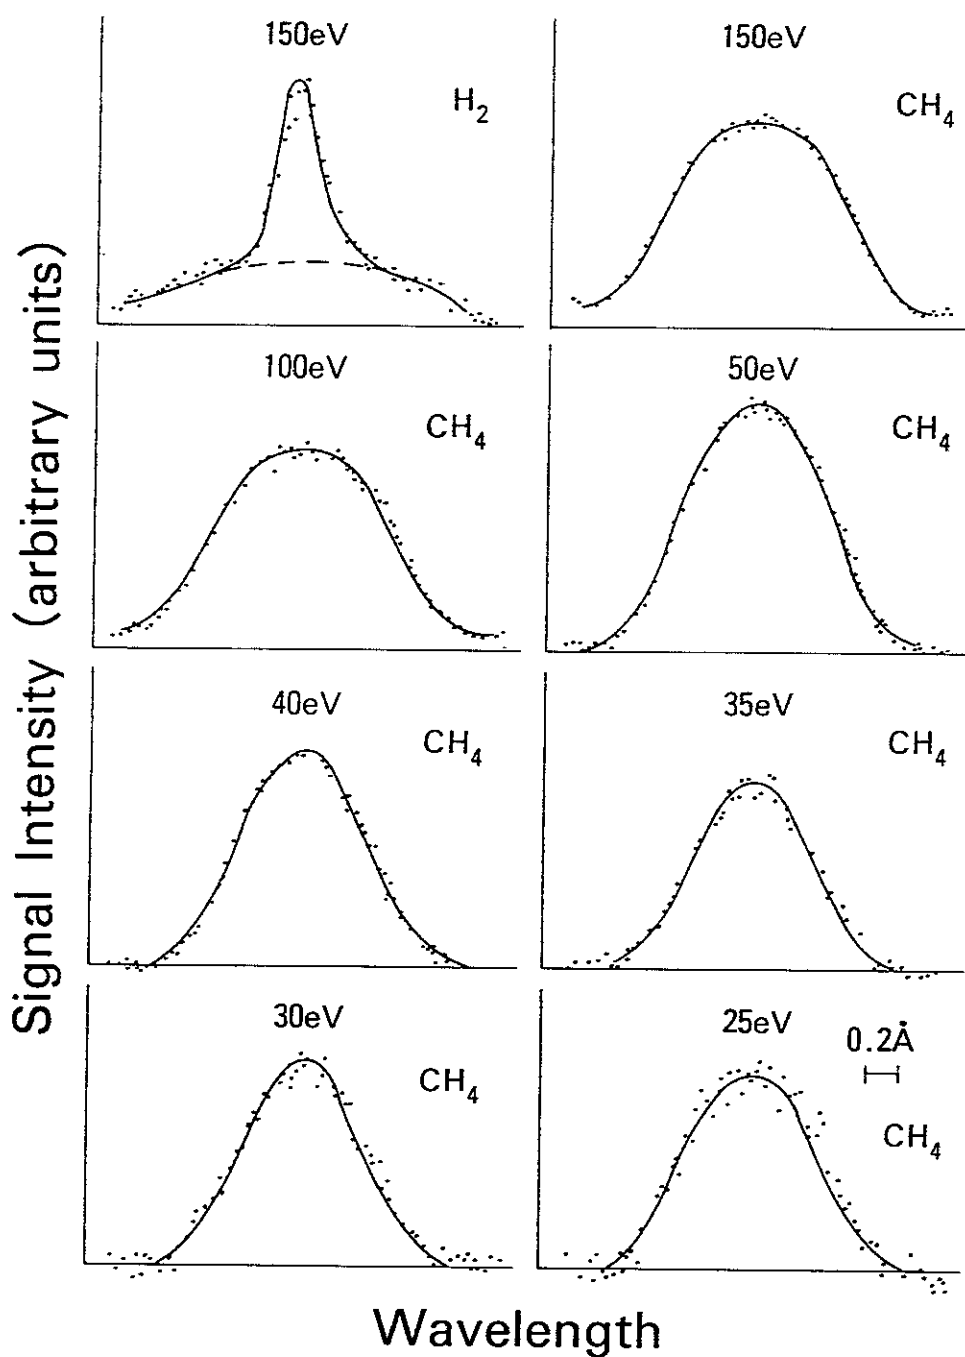 150eV
H2
150eV
CH4
100eV
CH4
50eV
CH4
40eV
CH4
35eV
CH4
30eV
CH4
25eV
0.2Å
CH4
Signal Intensity (arbitrary units)
Wavelength